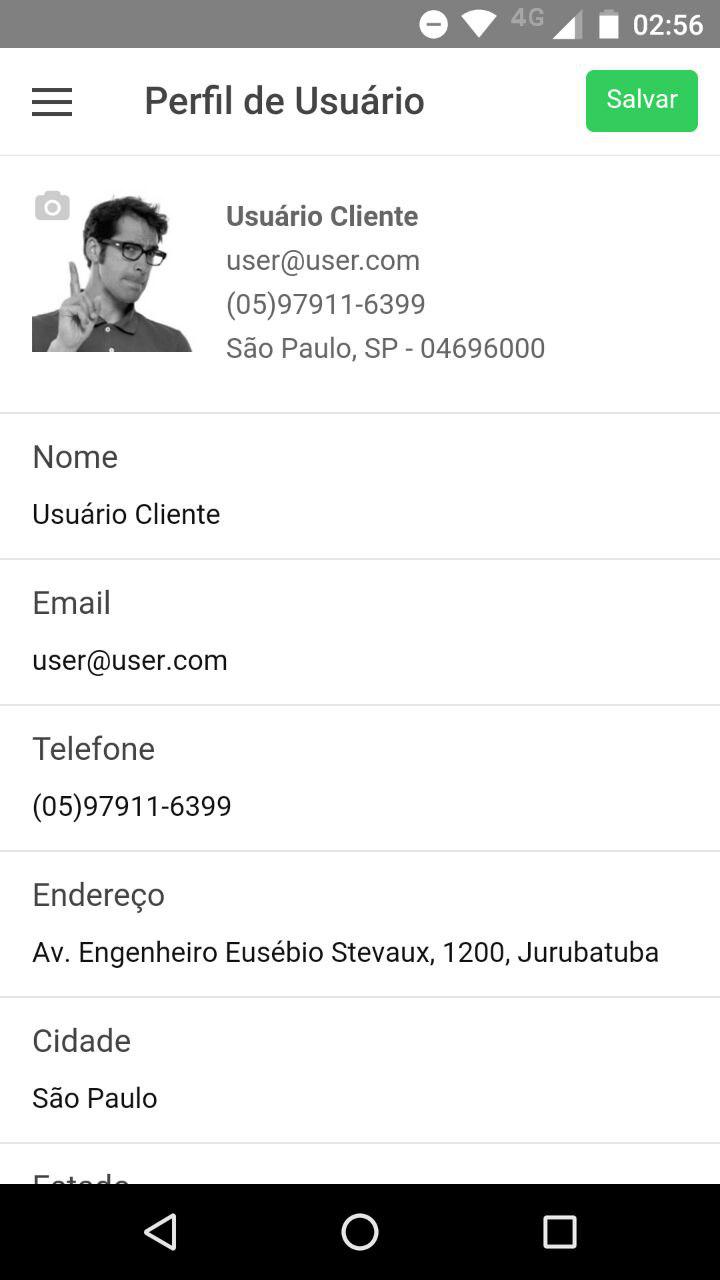 4G 02:56
Perfil de Usuário
Salvar
Usuário Cliente
user@user.com
(05)97911-6399
São Paulo, SP - 04696000
Nome
Usuário Cliente
Email
user@user.com
Telefone
(05)97911-6399
Endereço
Av. Engenheiro Eusébio Stevaux, 1200, Jurubatuba
Cidade
São Paulo
Estado